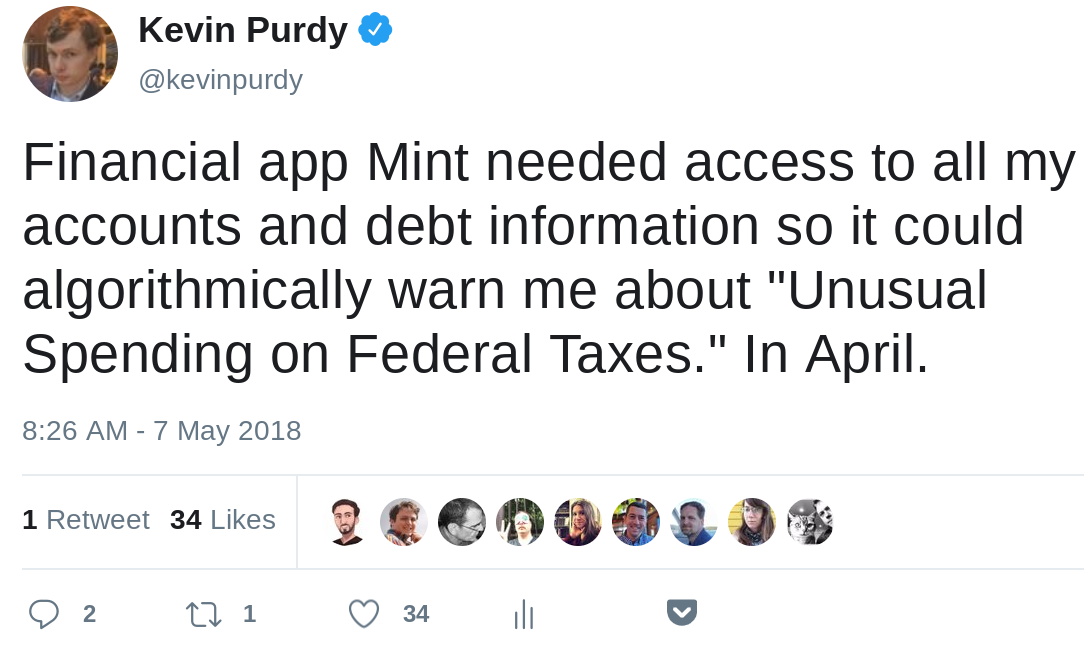 Kevin Purdy
@kevinpurdy
Financial app Mint needed access to all my
accounts and debt information so it could
algorithmically warn me about "Unusual
Spending on Federal Taxes." In April.
8:26 AM - 7 May 2018
1 Retweet 34 Likes
2 1 34